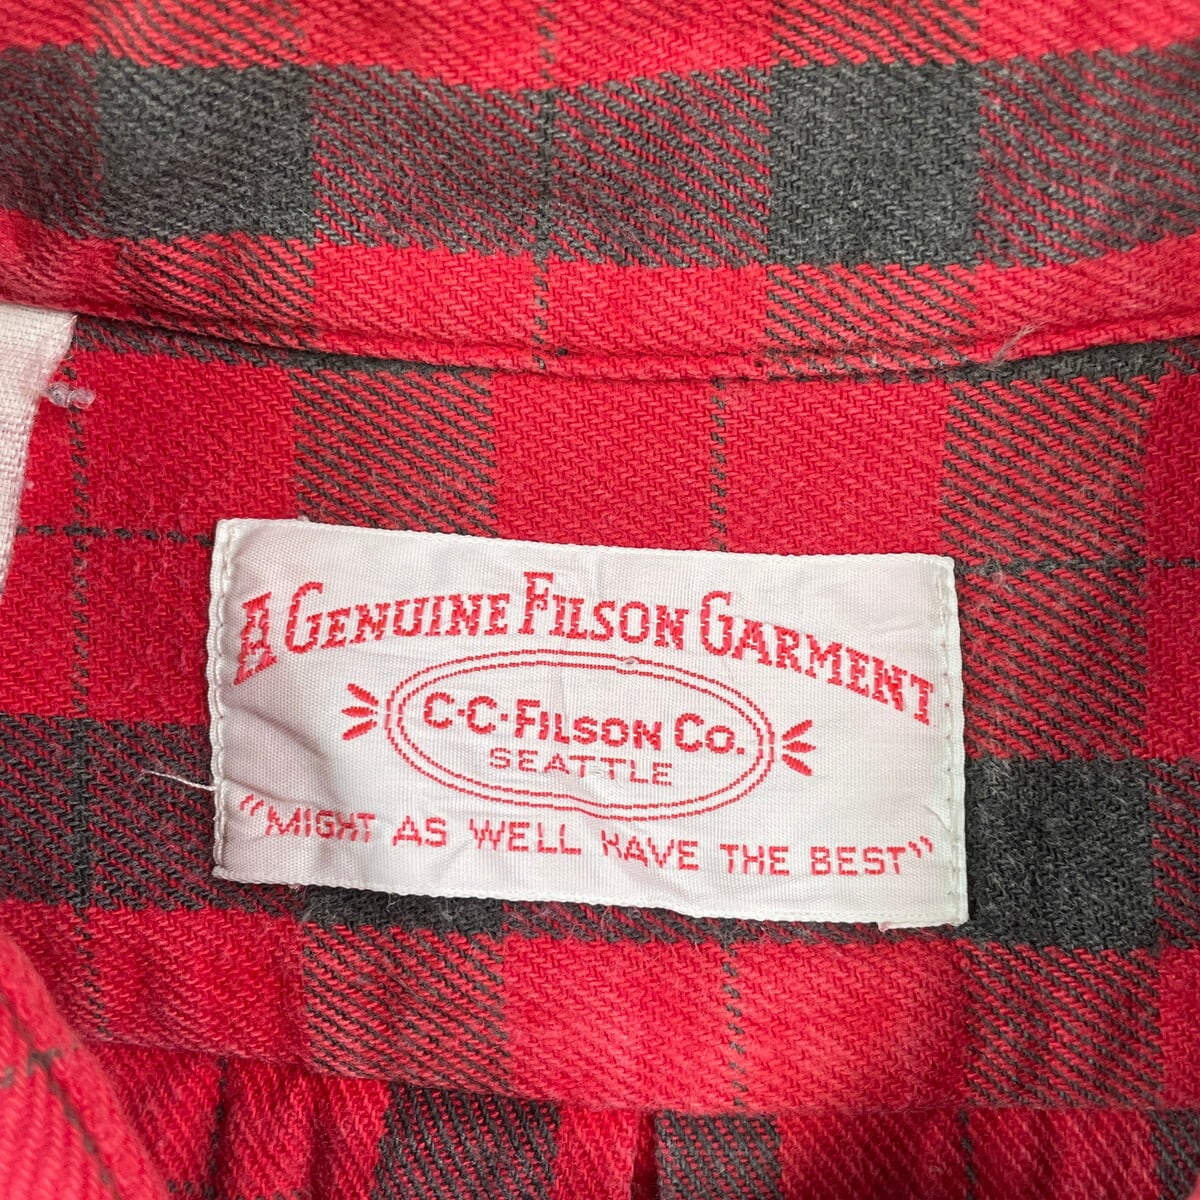 A GENUINE FILSON GARMENT
C·C·FILSON CO.
SEATTLE
"MIGHT AS WELL HAVE THE BEST"